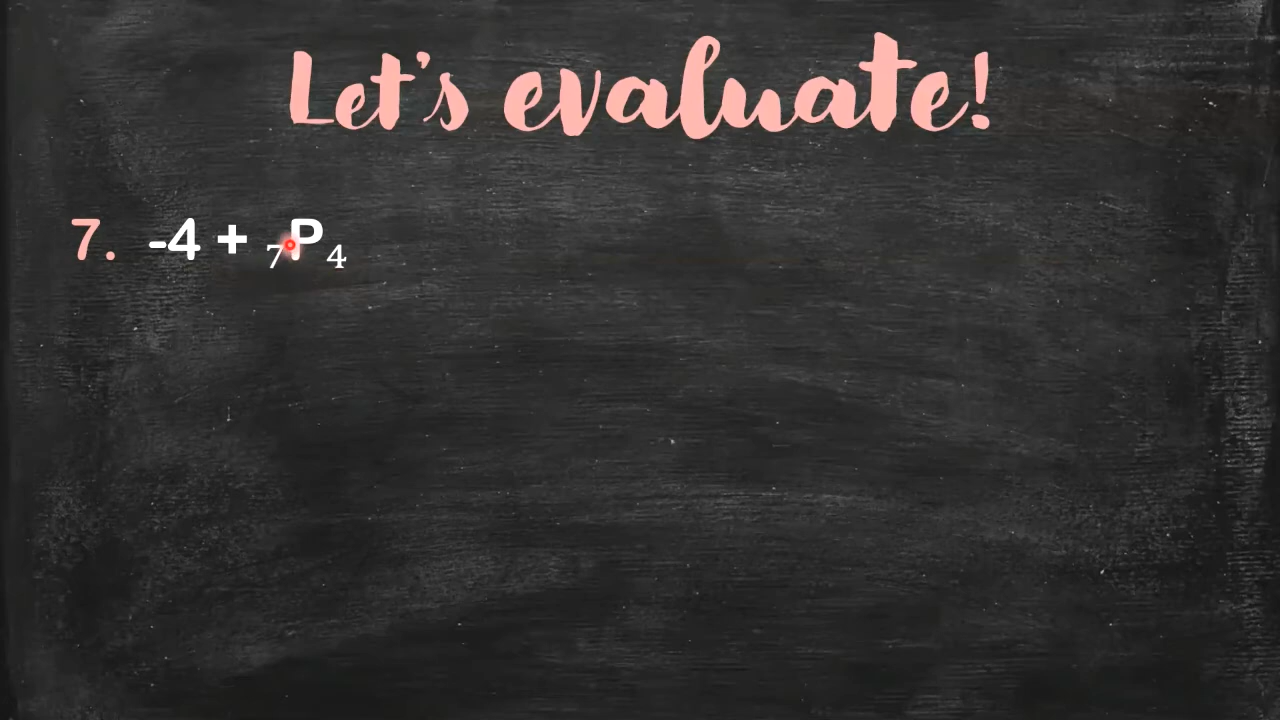 Let's evaluate!
7. -4 + ₇P₄